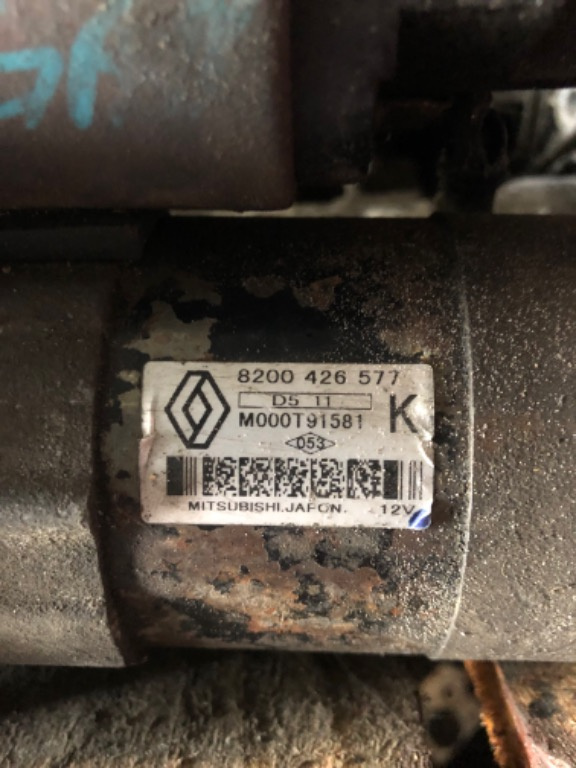 8200 426 577
D5 11
M000T91581 K
D53
MITSUBISHI.JAPON. 12V